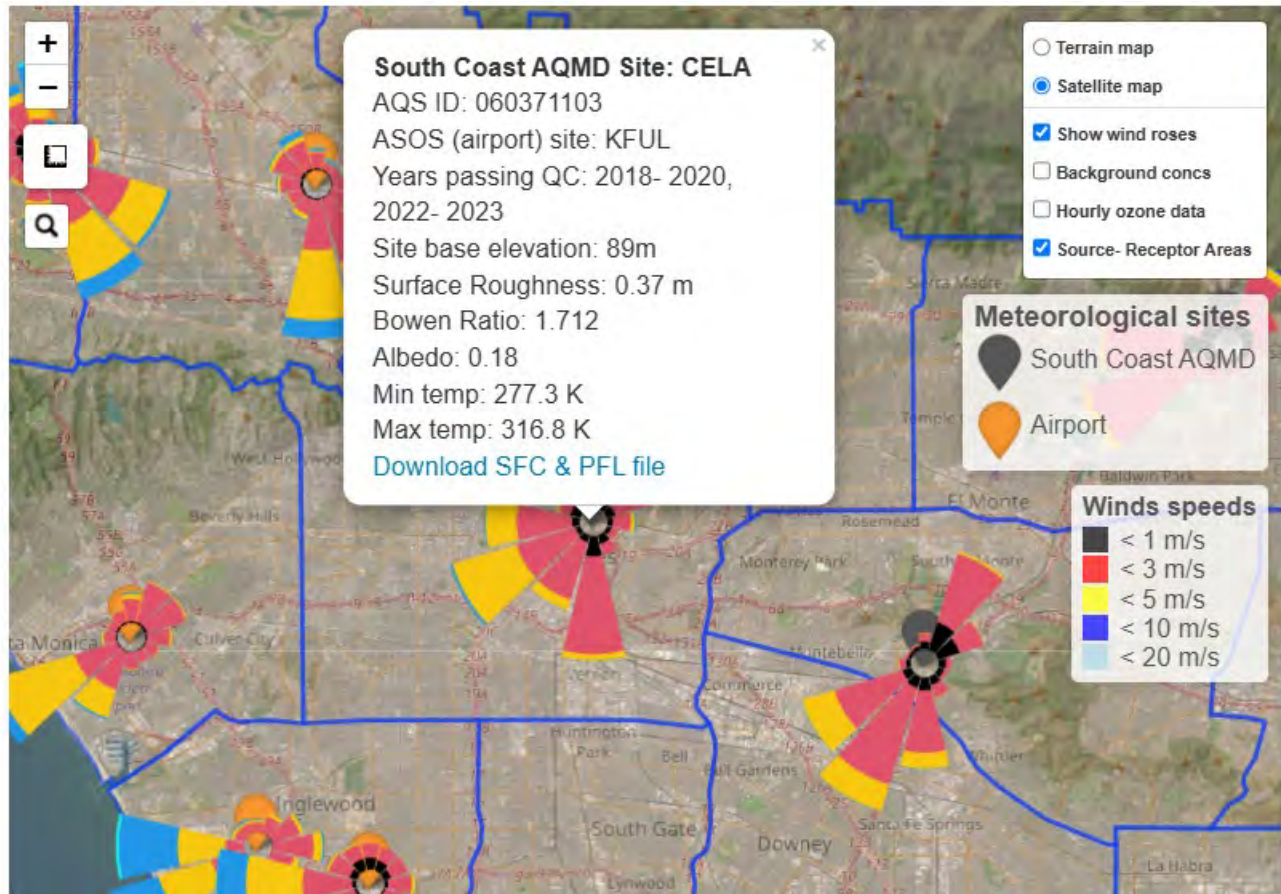 +
−
South Coast AQMD Site: CELA
AQS ID: 060371103
ASOS (airport) site: KFUL
Years passing QC: 2018- 2020,
2022- 2023
Site base elevation: 89m
Surface Roughness: 0.37 m
Bowen Ratio: 1.712
Albedo: 0.18
Min temp: 277.3 K
Max temp: 316.8 K
Download SFC & PFL file
×
Terrain map
Satellite map
Show wind roses
Background concs
Hourly ozone data
Source- Receptor Areas
Sierra Madre
Meteorological sites
South Coast AQMD
Airport
Baldwin Park
Winds speeds
< 1 m/s
< 3 m/s
< 5 m/s
< 10 m/s
< 20 m/s
West Hollywood
Beverly Hills
El Monte
Rosemead
Monterey Park
Culver City
ta Monica
Montebello
Vernon
Commerce
Huntington
Park
Bell
Bell Gardens
Whittier
Inglewood
South Gate
Downey
Santa Fe Springs
La Habra
Lynwood